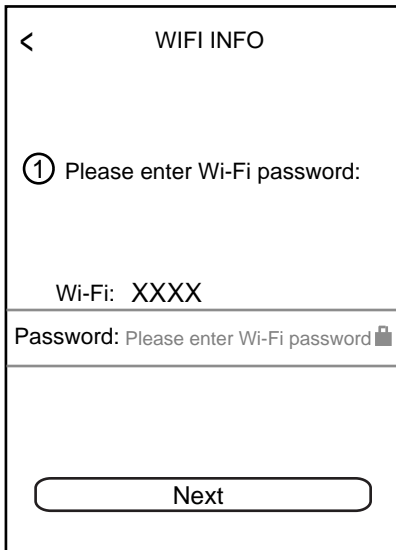 < WIFI INFO
① Please enter Wi-Fi password:
Wi-Fi: XXXX
Password: Please enter Wi-Fi password
Next